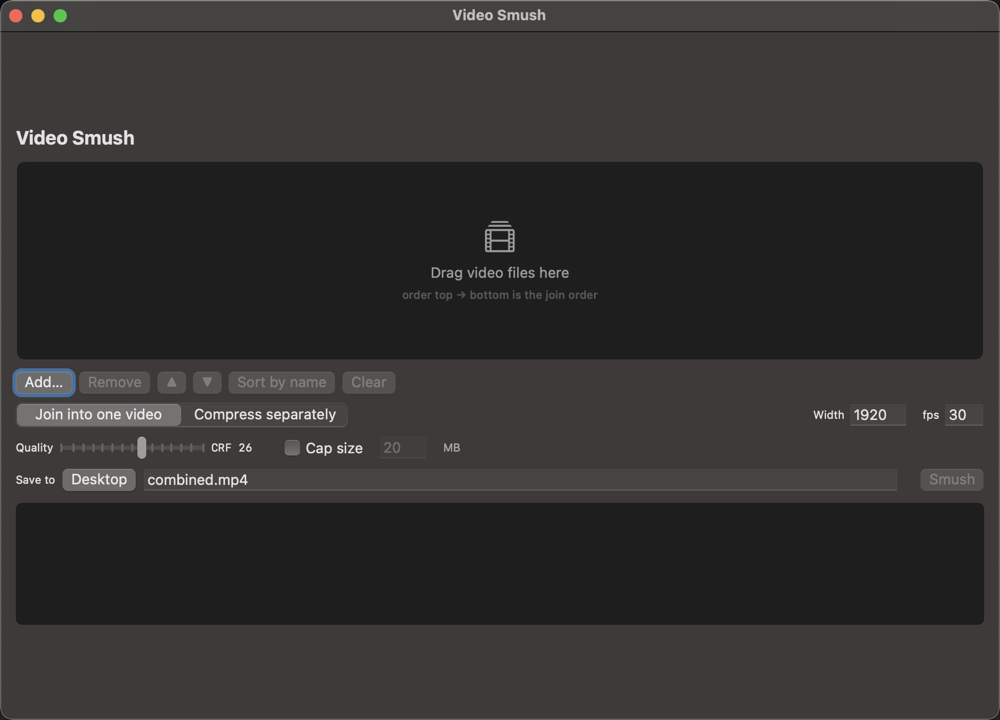 Video Smush
Video Smush
Drag video files here
order top → bottom is the join order
Add... Remove ▲ ▼ Sort by name Clear
Join into one video Compress separately Width 1920 fps 30
Quality CRF 26 Cap size 20 MB
Save to Desktop combined.mp4 Smush